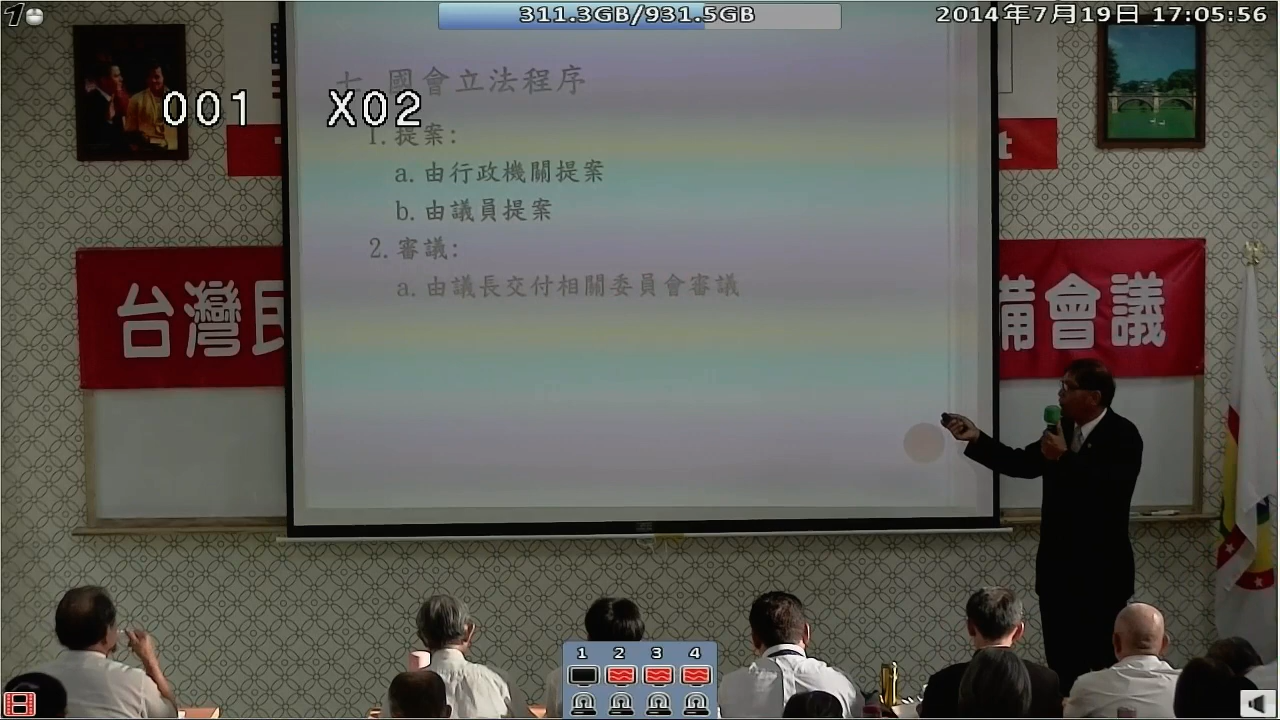 1
311.3GB/931.5GB
2014年7月19日 17:05:56
001 X02
七. 國會立法程序
1. 提案:
a. 由行政機關提案
b. 由議員提案
2. 審議:
a. 由議長交付相關委員會審議
t
台灣民
備會議
1 2 3 4